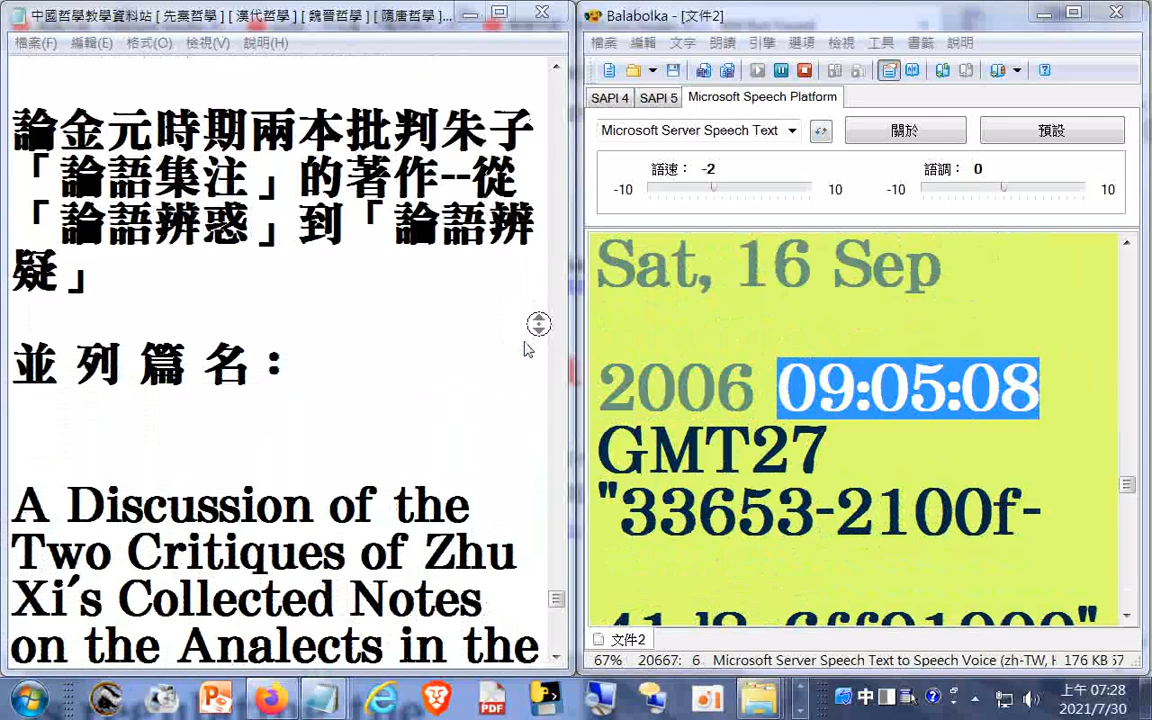 中國哲學教學資料站 [ 先秦哲學 ] [ 漢代哲學 ] [ 魏晉哲學 ] [ 隋唐哲學 ]...
檔案(F) 編輯(E) 格式(O) 檢視(V) 說明(H)
論金元時期兩本批判朱子
「論語集注」的著作--從
「論語辨惑」到「論語辨
疑」
並 列 篇 名：
A Discussion of the
Two Critiques of Zhu
Xi's Collected Notes
on the Analects in the
Balabolka - [文件2]
檔案 編輯 文字 朗讀 引擎 選項 檢視 工具 書籤 說明
SAPI 4 SAPI 5 Microsoft Speech Platform
Microsoft Server Speech Text 關於 預設
語速： -2 語調： 0
-10 10 -10 10
Sat, 16 Sep
2006 09:05:08
GMT27
"33653-2100f-
文件2
67% 20667: 6 Microsoft Server Speech Text to Speech Voice (zh-TW, H 176 KB
中
上午 07:28
2021/7/30